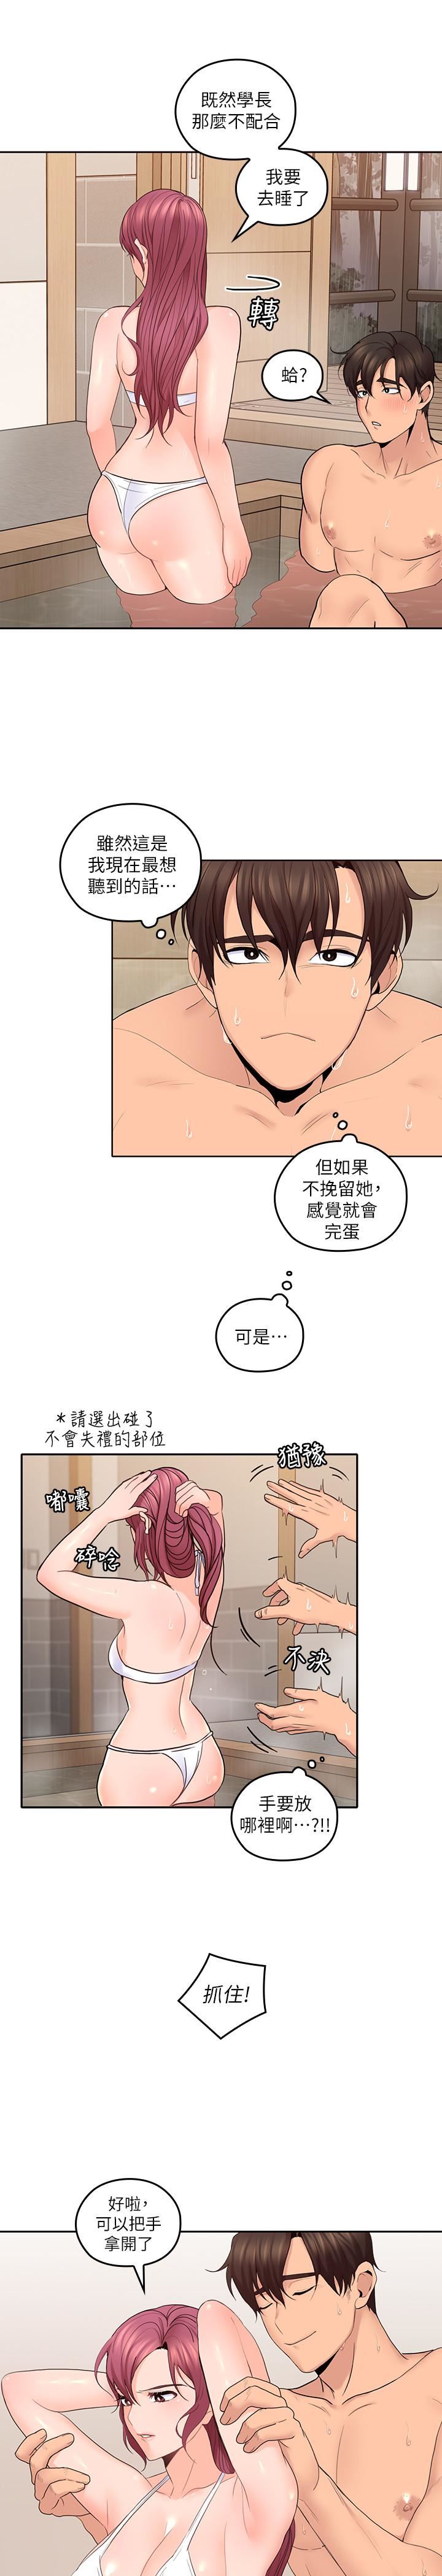 既然學長
那麼不配合
我要
去睡了
轉
蛤?
雖然這是
我現在最想
聽到的話…
但如果
不挽留她，
感覺就會
完蛋
可是…
*請選出碰了
不會失禮的部位
猶豫
嘟囔
碎唸
不決
手要放
哪裡啊…?!!
抓住!
好啦，
可以把手
拿開了